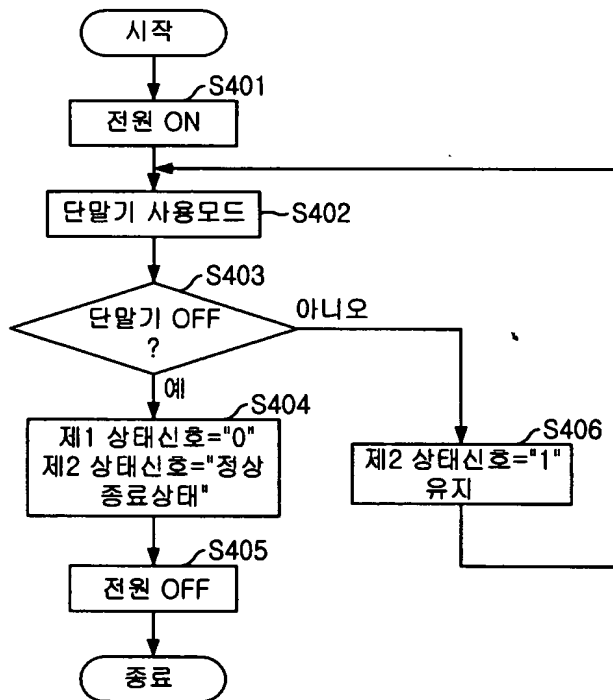 시작
S401
전원 ON
단말기 사용모드
S402
S403
단말기 OFF
?
아니오
예
S404
제1 상태신호="0"
제2 상태신호="정상
종료상태"
S406
제2 상태신호="1"
유지
S405
전원 OFF
종료